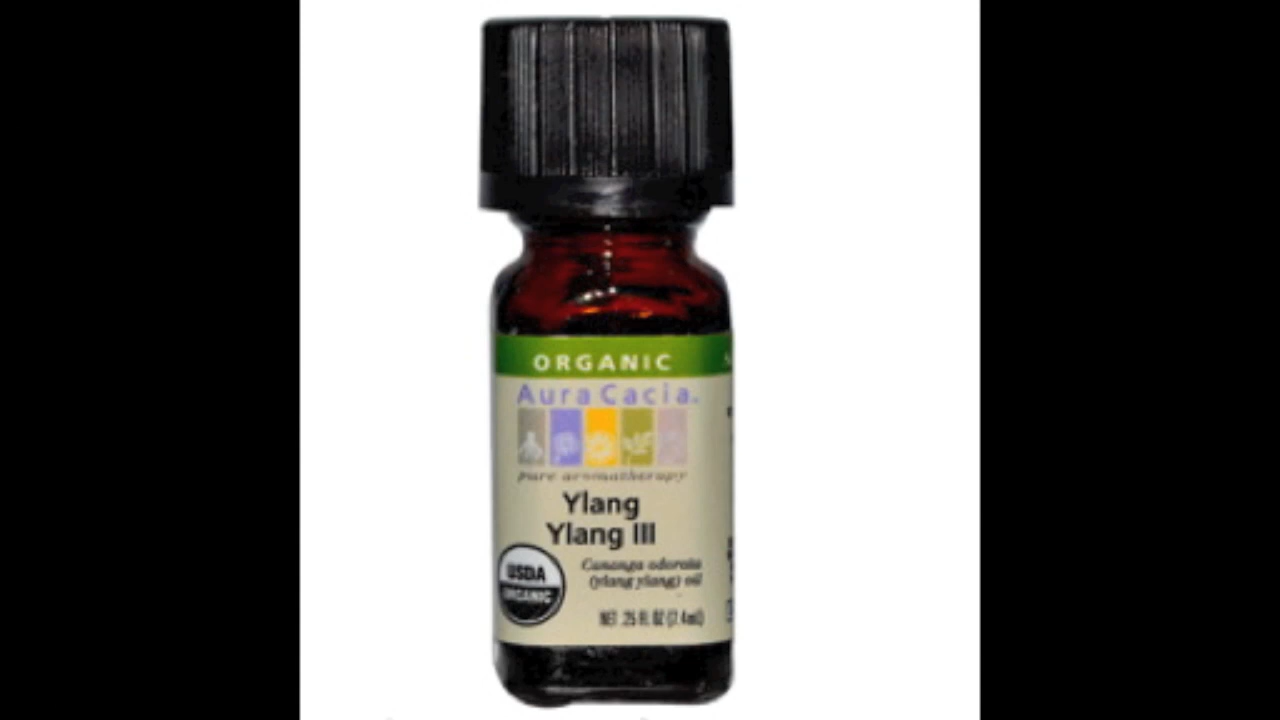 ORGANIC
Aura Cacia®
pure aromatherapy
Ylang
Ylang III
Cananga odorata
(ylang ylang) oil
USDA
ORGANIC
NET .25 FL OZ (7.4mL)